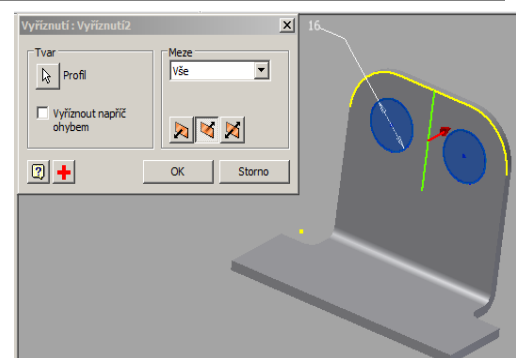 Vyříznutí : Vyříznutí2
Tvar
Profil
Vyříznout napříč
ohybem
Meze
Vše
OK
Storno
16